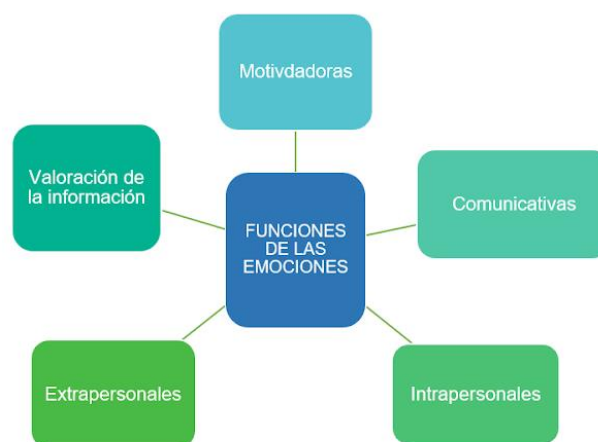 Motivdadoras
Valoración de
la información
Comunicativas
FUNCIONES
DE LAS
EMOCIONES
Extrapersonales
Intrapersonales